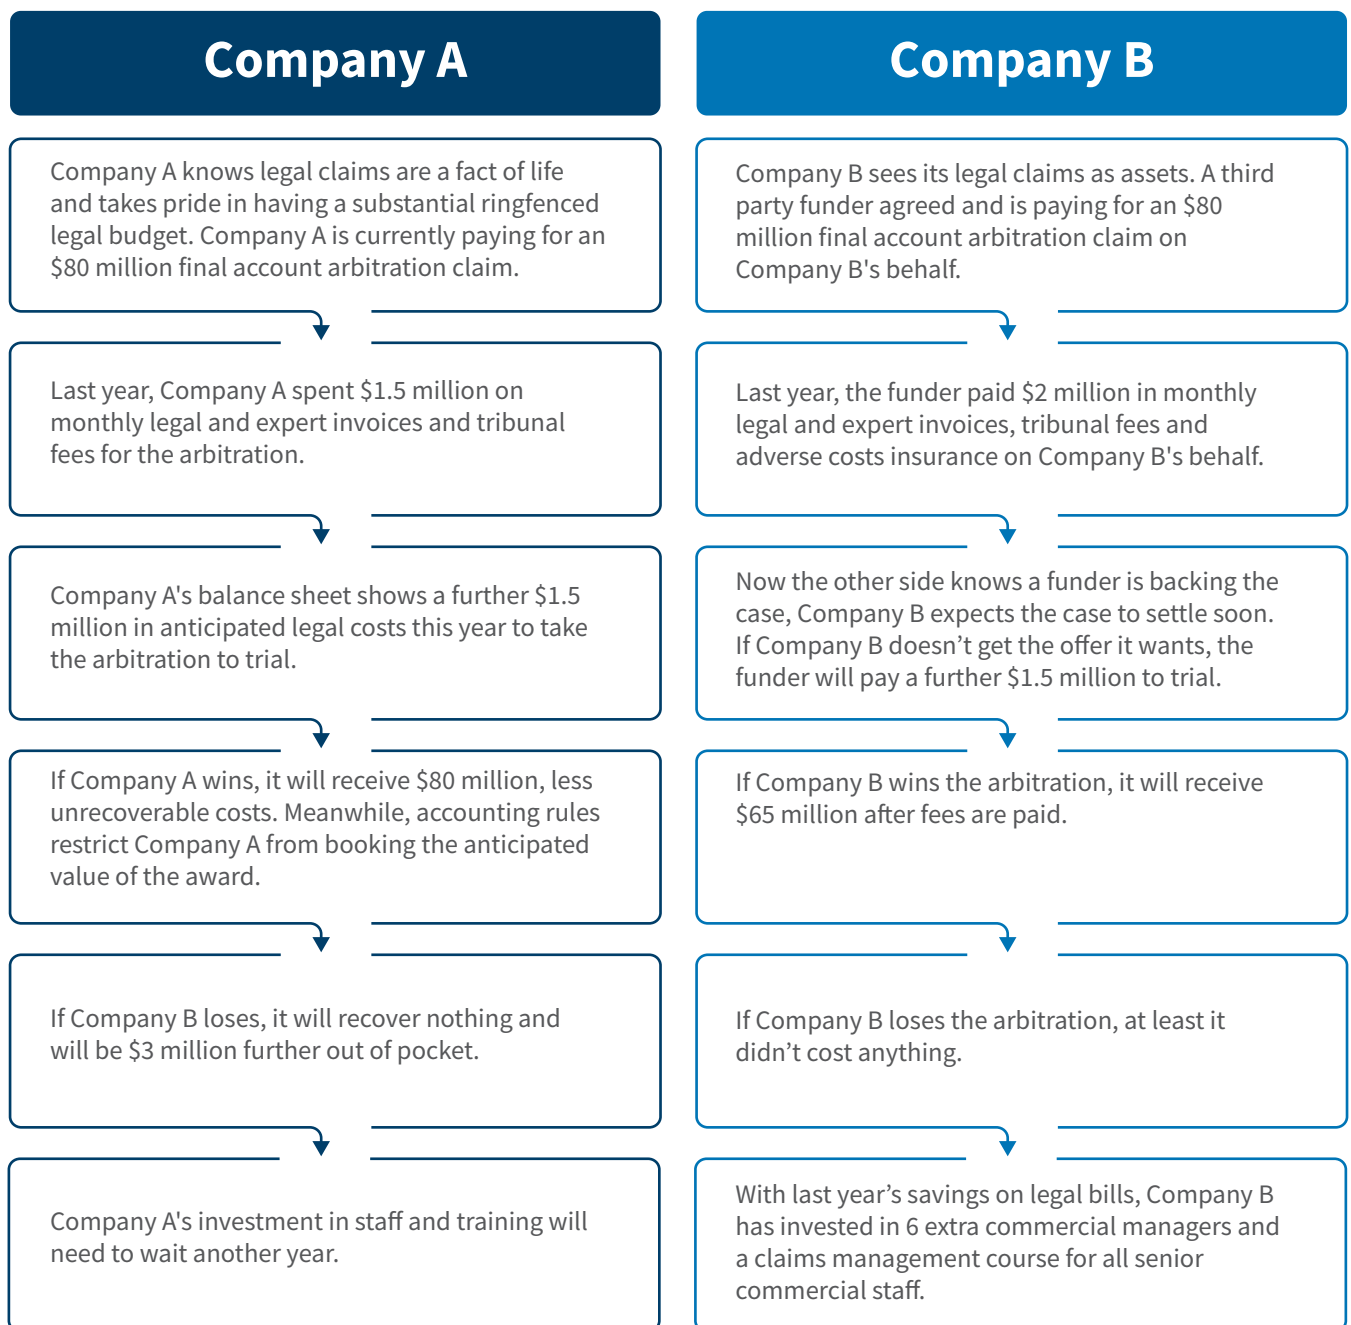 Company A
Company A knows legal claims are a fact of life
and takes pride in having a substantial ringfenced
legal budget. Company A is currently paying for an
$80 million final account arbitration claim.
Last year, Company A spent $1.5 million on
monthly legal and expert invoices and tribunal
fees for the arbitration.
Company A's balance sheet shows a further $1.5
million in anticipated legal costs this year to take
the arbitration to trial.
If Company A wins, it will receive $80 million, less
unrecoverable costs. Meanwhile, accounting rules
restrict Company A from booking the anticipated
value of the award.
If Company B loses, it will recover nothing and
will be $3 million further out of pocket.
Company A's investment in staff and training will
need to wait another year.
Company B
Company B sees its legal claims as assets. A third
party funder agreed and is paying for an $80
million final account arbitration claim on
Company B's behalf.
Last year, the funder paid $2 million in monthly
legal and expert invoices, tribunal fees and
adverse costs insurance on Company B's behalf.
Now the other side knows a funder is backing the
case, Company B expects the case to settle soon.
If Company B doesn’t get the offer it wants, the
funder will pay a further $1.5 million to trial.
If Company B wins the arbitration, it will receive
$65 million after fees are paid.
If Company B loses the arbitration, at least it
didn’t cost anything.
With last year’s savings on legal bills, Company B
has invested in 6 extra commercial managers and
a claims management course for all senior
commercial staff.